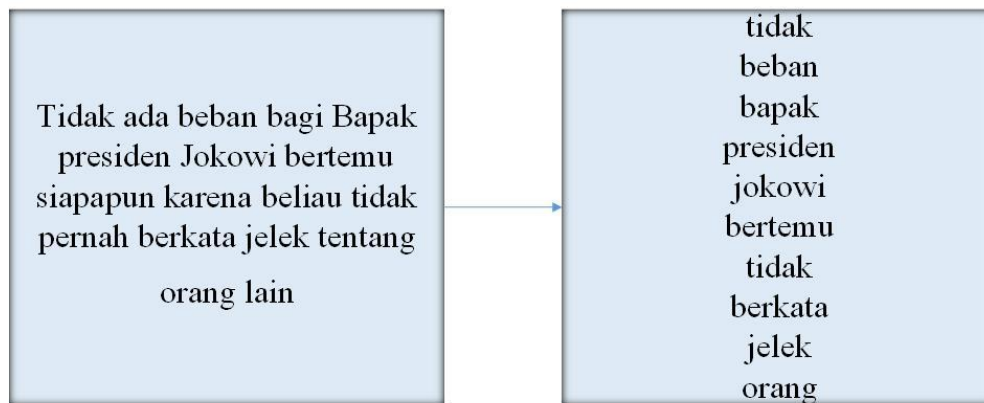 Tidak ada beban bagi Bapak
presiden Jokowi bertemu
siapapun karena beliau tidak
pernah berkata jelek tentang
orang lain
tidak
beban
bapak
presiden
jokowi
bertemu
tidak
berkata
jelek
orang